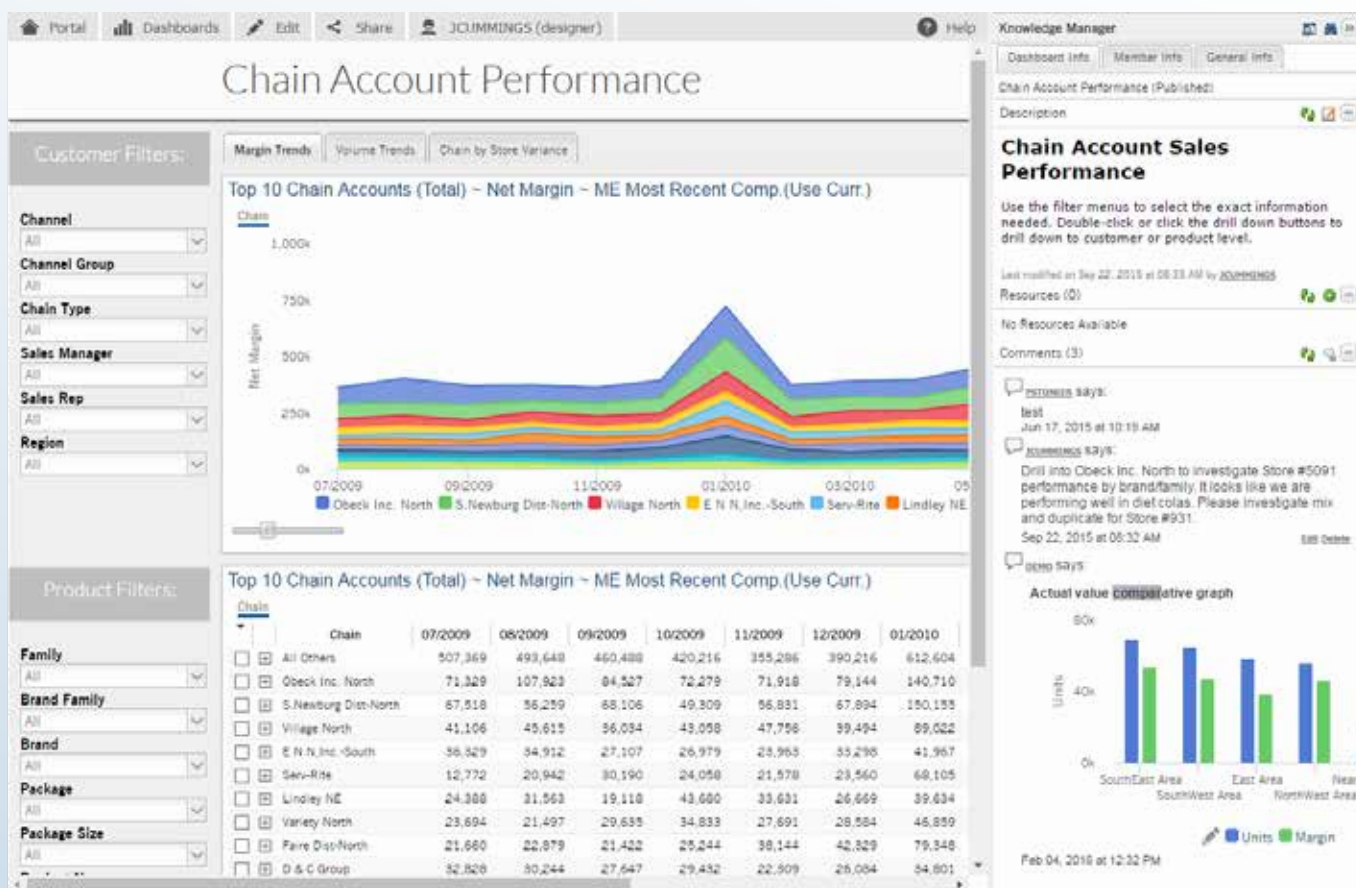 Portal Dashboards Edit Share JCUMMINGS (designer) Help
Chain Account Performance
Customer Filters:
Channel
All
Channel Group
All
Chain Type
All
Sales Manager
All
Sales Rep
All
Region
All
Product Filters:
Family
All
Brand Family
All
Brand
All
Package
All
Package Size
All
Margin Trends Volume Trends Chain by Store Variance
Top 10 Chain Accounts (Total) ~ Net Margin ~ ME Most Recent Comp.(Use Curr.)
Chain
1,000k
750k
500k
250k
0k
Net Margin
07/2009 09/2009 11/2009 01/2010 03/2010 05
Obeck Inc. North S.Newburg Dist-North Village North E N N,Inc.-South Serv-Rite Lindley NE
Top 10 Chain Accounts (Total) ~ Net Margin ~ ME Most Recent Comp.(Use Curr.)
Chain
Chain 07/2009 08/2009 09/2009 10/2009 11/2009 12/2009 01/2010
All Others 507,369 493,648 460,488 420,216 355,286 390,216 612,604
Obeck Inc. North 71,329 107,923 84,527 72,279 71,918 79,144 140,710
S.Newburg Dist-North 67,518 56,259 68,106 49,309 56,831 67,894 150,155
Village North 41,106 45,615 36,034 43,058 47,756 39,494 89,022
E N N,Inc.-South 36,329 34,912 27,107 26,979 23,963 33,298 41,967
Serv-Rite 12,772 20,942 30,190 24,058 21,578 23,560 68,105
Lindley NE 24,388 31,563 19,118 43,680 33,631 26,669 39,634
Variety North 23,694 21,497 29,635 34,833 27,691 28,584 46,859
Faire Dist-North 21,660 22,879 21,422 25,244 38,144 42,329 79,348
D & C Group 32,828 30,244 27,647 29,432 22,309 26,084 34,801
Knowledge Manager
Dashboard Info Member Info General Info
Chain Account Performance (Published)
Description
Chain Account Sales
Performance
Use the filter menus to select the exact information
needed. Double-click or click the drill down buttons to
drill down to customer or product level.
Last modified on Sep 22, 2015 at 08:33 AM by JCUMMINGS
Resources (0)
No Resources Available
Comments (3)
says:
test
Jun 17, 2015 at 10:19 AM
JCUMMINGS says:
Drill into Obeck Inc. North to investigate Store #5091
performance by brand/family. It looks like we are
performing well in diet colas. Please investigate mix
and duplicate for Store #931.
Sep 22, 2015 at 08:32 AM Edit Delete
DEMO says:
Actual value comparative graph
80k
40k
0k
Units
SouthEast Area East Area Near
SouthWest Area NorthWest Area
Units Margin
Feb 04, 2016 at 12:32 PM